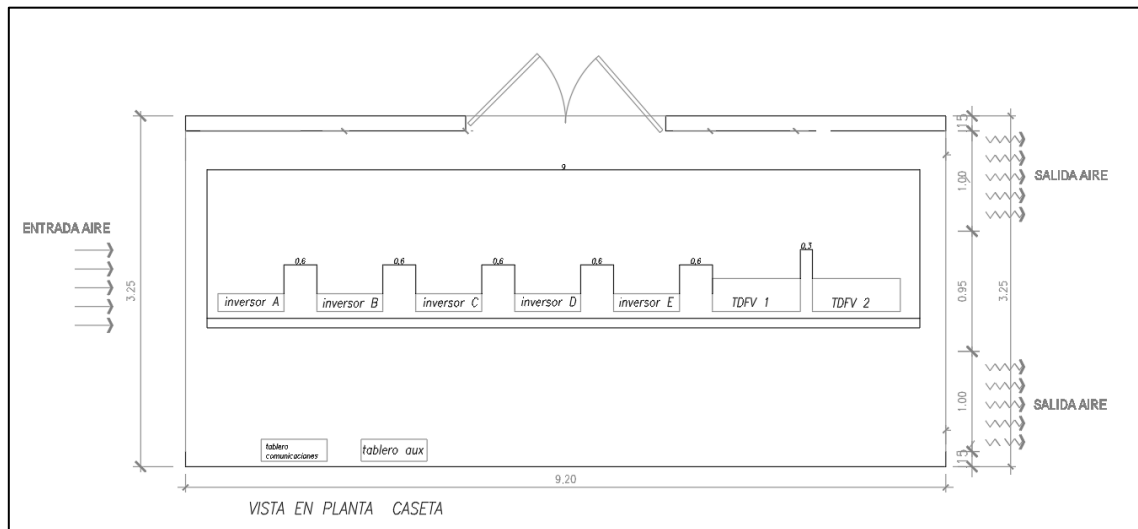 15
SALIDA AIRE
1.00
9
ENTRADA AIRE
0,3
0,6
0,6
0,6
0,6
0,6
3.25
0.95
3.25
inversor A
inversor B
inversor C
inversor D
inversor E
TDFV 1
TDFV 2
1.00
SALIDA AIRE
tablero
comunicaciones
tablero aux
15
9,20
VISTA EN PLANTA CASETA